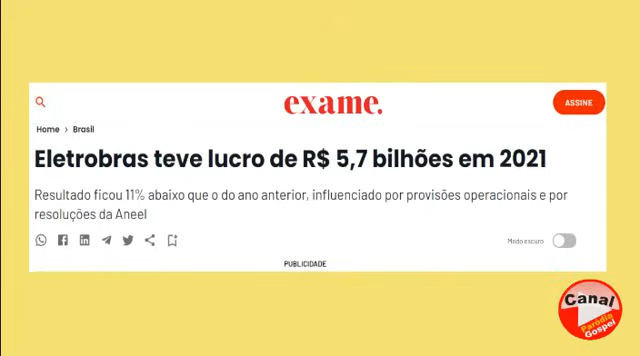 exame.
ASSINE
Home > Brasil
Eletrobras teve lucro de R$ 5,7 bilhões em 2021
Resultado ficou 11% abaixo que o do ano anterior, influenciado por provisões operacionais e por
resoluções da Aneel
Modo escuro
PUBLICIDADE
Canal
Paródia
Gospel